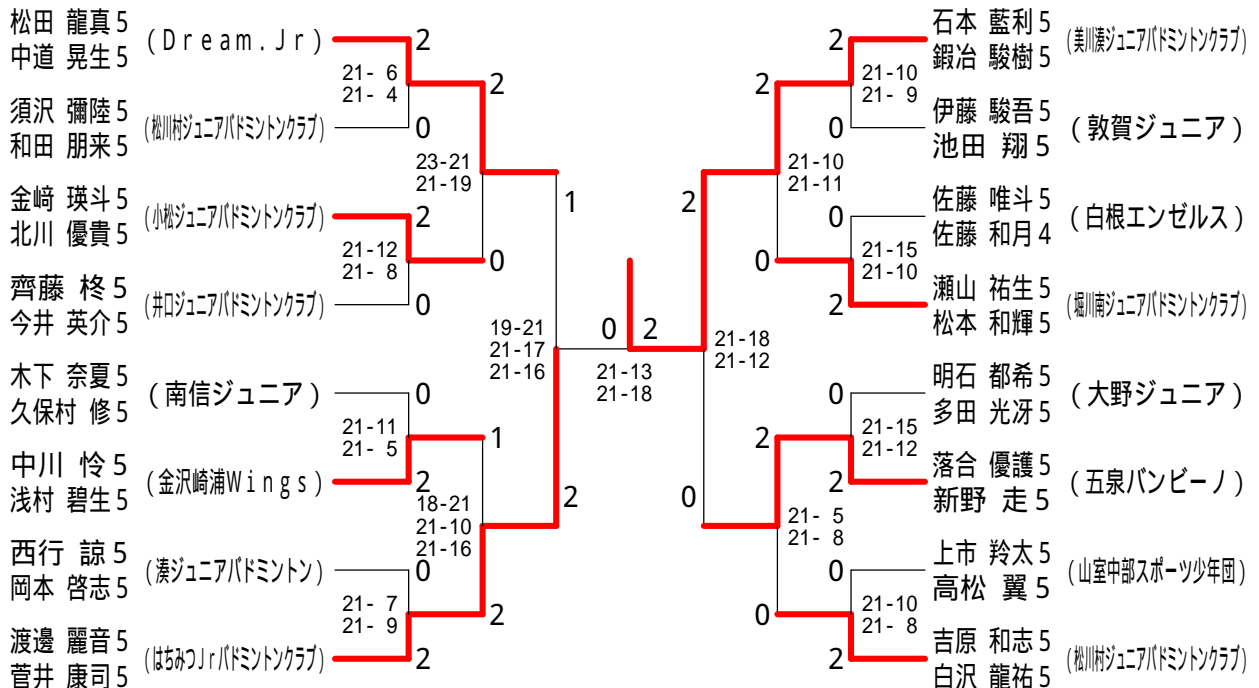 松田 龍真 5
中道 晃生 5
(Dream.Jr)
2
21- 6
21- 4
須沢 彌陸 5
和田 朋来 5
(松川村ジュニアバドミントンクラブ)
0
2
23-21
21-19
金﨑 瑛斗 5
北川 優貴 5
(小松ジュニアバドミントンクラブ)
2
21-12
21- 8
齊藤 柊 5
今井 英介 5
(井口ジュニアバドミントンクラブ)
0
0
1
19-21
21-17
21-16
木下 奈夏 5
久保村 修 5
(南信ジュニア)
0
21-11
21- 5
中川 怜 5
浅村 碧生 5
(金沢崎浦Wings)
2
1
18-21
21-10
21-16
西行 諒 5
岡本 啓志 5
(湊ジュニアバドミントン)
0
21- 7
21- 9
渡邊 麗音 5
菅井 康司 5
(はちみつJrバドミントンクラブ)
2
2
2
0
2
21-13
21-18
石本 藍利 5
鍜冶 駿樹 5
(美川湊ジュニアバドミントンクラブ)
2
21-10
21- 9
伊藤 駿吾 5
池田 翔 5
(敦賀ジュニア)
0
2
21-10
21-11
佐藤 唯斗 5
佐藤 和月 4
(白根エンゼルス)
0
21-15
21-10
瀬山 祐生 5
松本 和輝 5
(堀川南ジュニアバドミントンクラブ)
2
0
2
21-18
21-12
明石 都希 5
多田 光冴 5
(大野ジュニア)
0
21-15
21-12
落合 優護 5
新野 走 5
(五泉バンビーノ)
2
2
21- 5
21- 8
上市 羚太 5
高松 翼 5
(山室中部スポーツ少年団)
0
21-10
21- 8
吉原 和志 5
白沢 龍祐 5
(松川村ジュニアバドミントンクラブ)
2
0
0